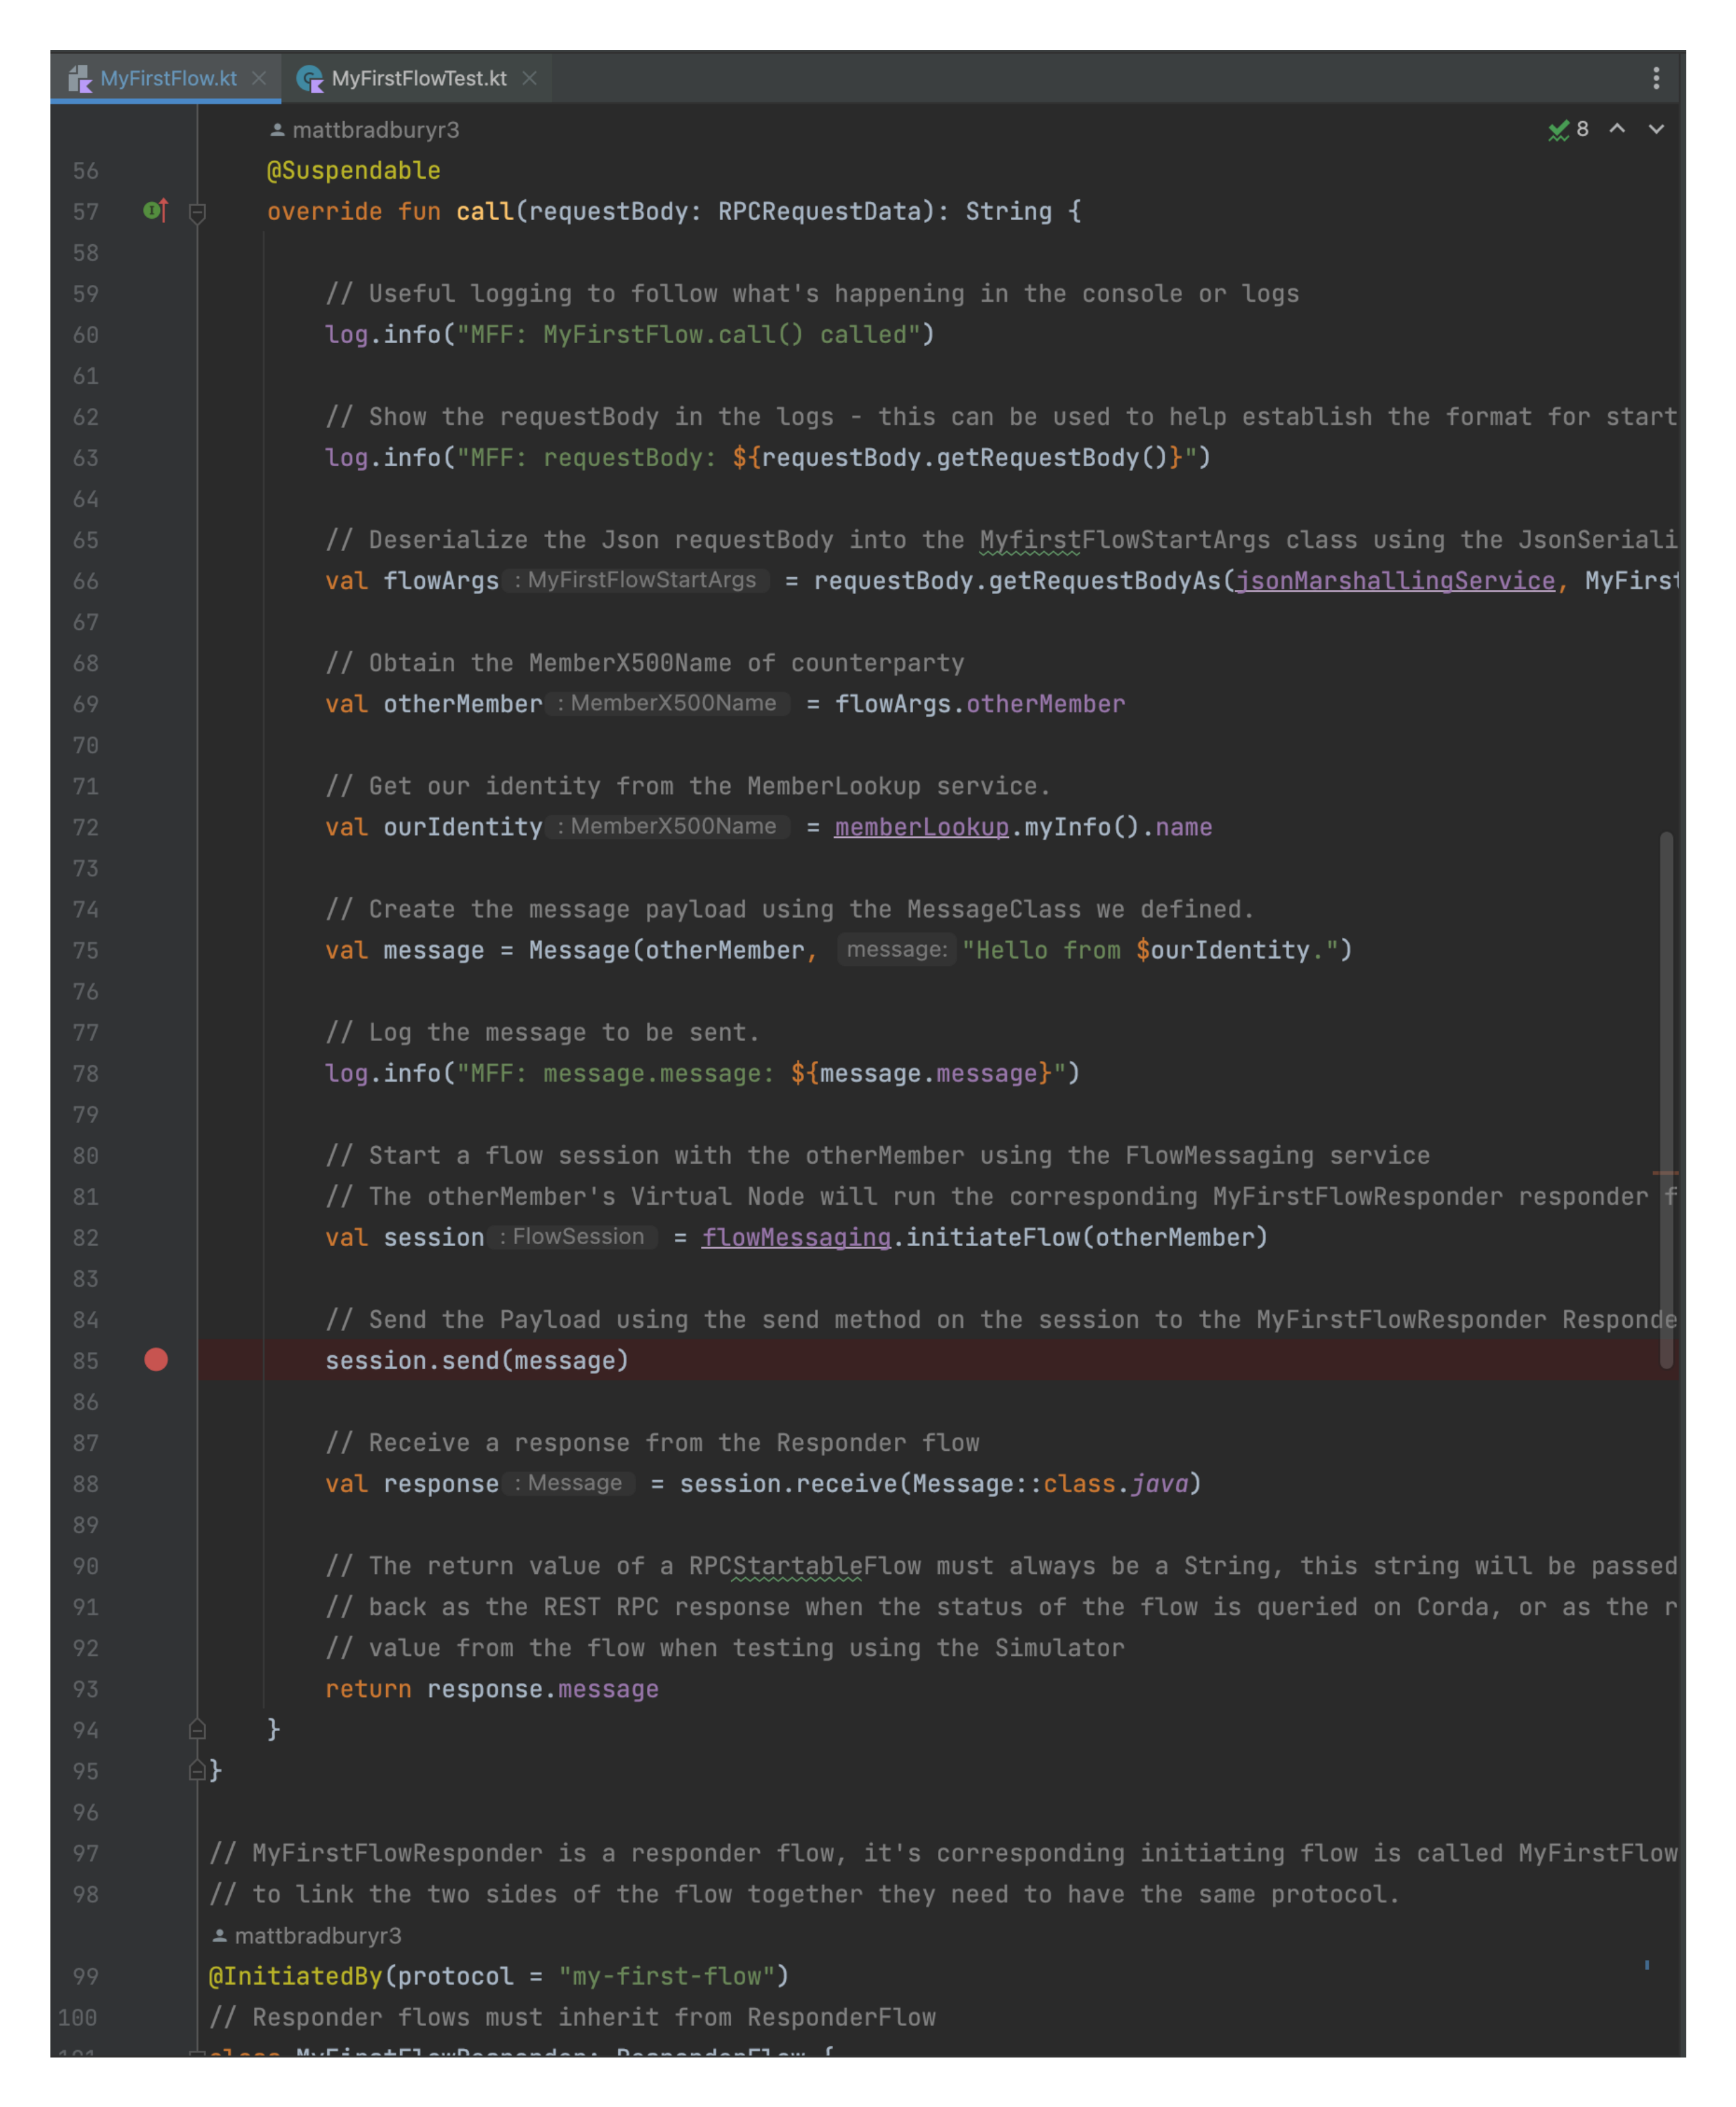 MyFirstFlow.kt MyFirstFlowTest.kt
mattbradburyr3 8
56 @Suspendable
57 override fun call(requestBody: RPCRequestData): String {
58
59 // Useful logging to follow what's happening in the console or logs
60 log.info("MFF: MyFirstFlow.call() called")
61
62 // Show the requestBody in the logs - this can be used to help establish the format for start
63 log.info("MFF: requestBody: ${requestBody.getRequestBody()}")
64
65 // Deserialize the Json requestBody into the MyfirstFlowStartArgs class using the JsonSeriali
66 val flowArgs : MyFirstFlowStartArgs = requestBody.getRequestBodyAs(jsonMarshallingService, MyFirst
67
68 // Obtain the MemberX500Name of counterparty
69 val otherMember : MemberX500Name = flowArgs.otherMember
70
71 // Get our identity from the MemberLookup service.
72 val ourIdentity : MemberX500Name = memberLookup.myInfo().name
73
74 // Create the message payload using the MessageClass we defined.
75 val message = Message(otherMember, message: "Hello from $ourIdentity.")
76
77 // Log the message to be sent.
78 log.info("MFF: message.message: ${message.message}")
79
80 // Start a flow session with the otherMember using the FlowMessaging service
81 // The otherMember's Virtual Node will run the corresponding MyFirstFlowResponder responder f
82 val session : FlowSession = flowMessaging.initiateFlow(otherMember)
83
84 // Send the Payload using the send method on the session to the MyFirstFlowResponder Responde
85 session.send(message)
86
87 // Receive a response from the Responder flow
88 val response : Message = session.receive(Message::class.java)
89
90 // The return value of a RPCStartableFlow must always be a String, this string will be passed
91 // back as the REST RPC response when the status of the flow is queried on Corda, or as the r
92 // value from the flow when testing using the Simulator
93 return response.message
94 }
95 }
96
97 // MyFirstFlowResponder is a responder flow, it's corresponding initiating flow is called MyFirstFlow
98 // to link the two sides of the flow together they need to have the same protocol.
mattbradburyr3
99 @InitiatedBy(protocol = "my-first-flow")
100 // Responder flows must inherit from ResponderFlow
101 class MyFirstFlowResponder: ResponderFlow {